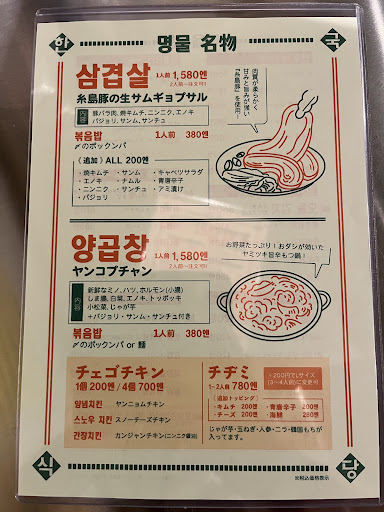 한 명물 名物 국
삼겹살 1人前 1,580엔
2人前〜注文可!
糸島豚の生サムギョプサル
内容
豚バラ肉、焼キムチ、ニンニク、エノキ
パジョリ、サンム、サンチュ
肉質が柔らかく
甘みと旨みが強い
「糸島豚」を使用!
볶음밥 1人前 380엔
〆のポックンパ
(追加) ALL 200엔
・焼キムチ ・サンム ・キャベツサラダ
・エノキ ・ナムル ・青唐辛子
・ニンニク ・サンチュ ・アミ漬け
・パジョリ
양곱창 1人前 1,580엔
2人前〜注文可!
ヤンコプチャン
お野菜たっぷり!お出汁が効いた
ヤミツキ旨辛もつ鍋!
内容
新鮮なミノ、ハツ、ホルモン(小腸)
しま腸、白菜、エノキ、トッポッキ
小松菜、じゃが芋
+パジョリ・サンム・サンチュ付き
볶음밥 1人前 380엔
〆のポックンパ or 麺
チェゴチキン
1個 200엔 / 4個 700엔
양념치킨 ヤンニョムチキン
스노우 치킨 スノーチーズチキン
간장치킨 カンジャンチキン(ニンニク醤油)
チヂミ
1~2人前 780엔
+200円でLサイズ
(3~4人前)に変更可
(追加トッピング)
・キムチ 200엔 ・青唐辛子 200엔
・チーズ 200엔 ・海鮮 280엔
じゃが芋・玉ねぎ・人参・ニラ・韓国もちが
入ってます。
식 당
※税込価格表示